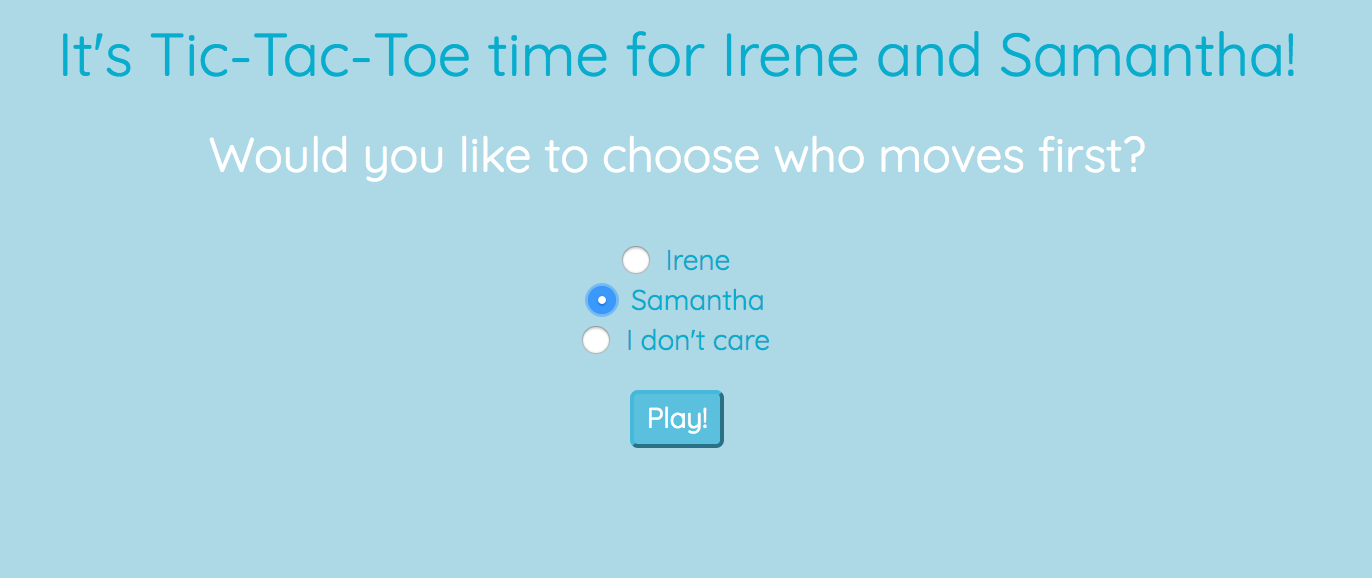 It's Tic-Tac-Toe time for Irene and Samantha!
Would you like to choose who moves first?
Irene
Samantha
I don't care
Play!